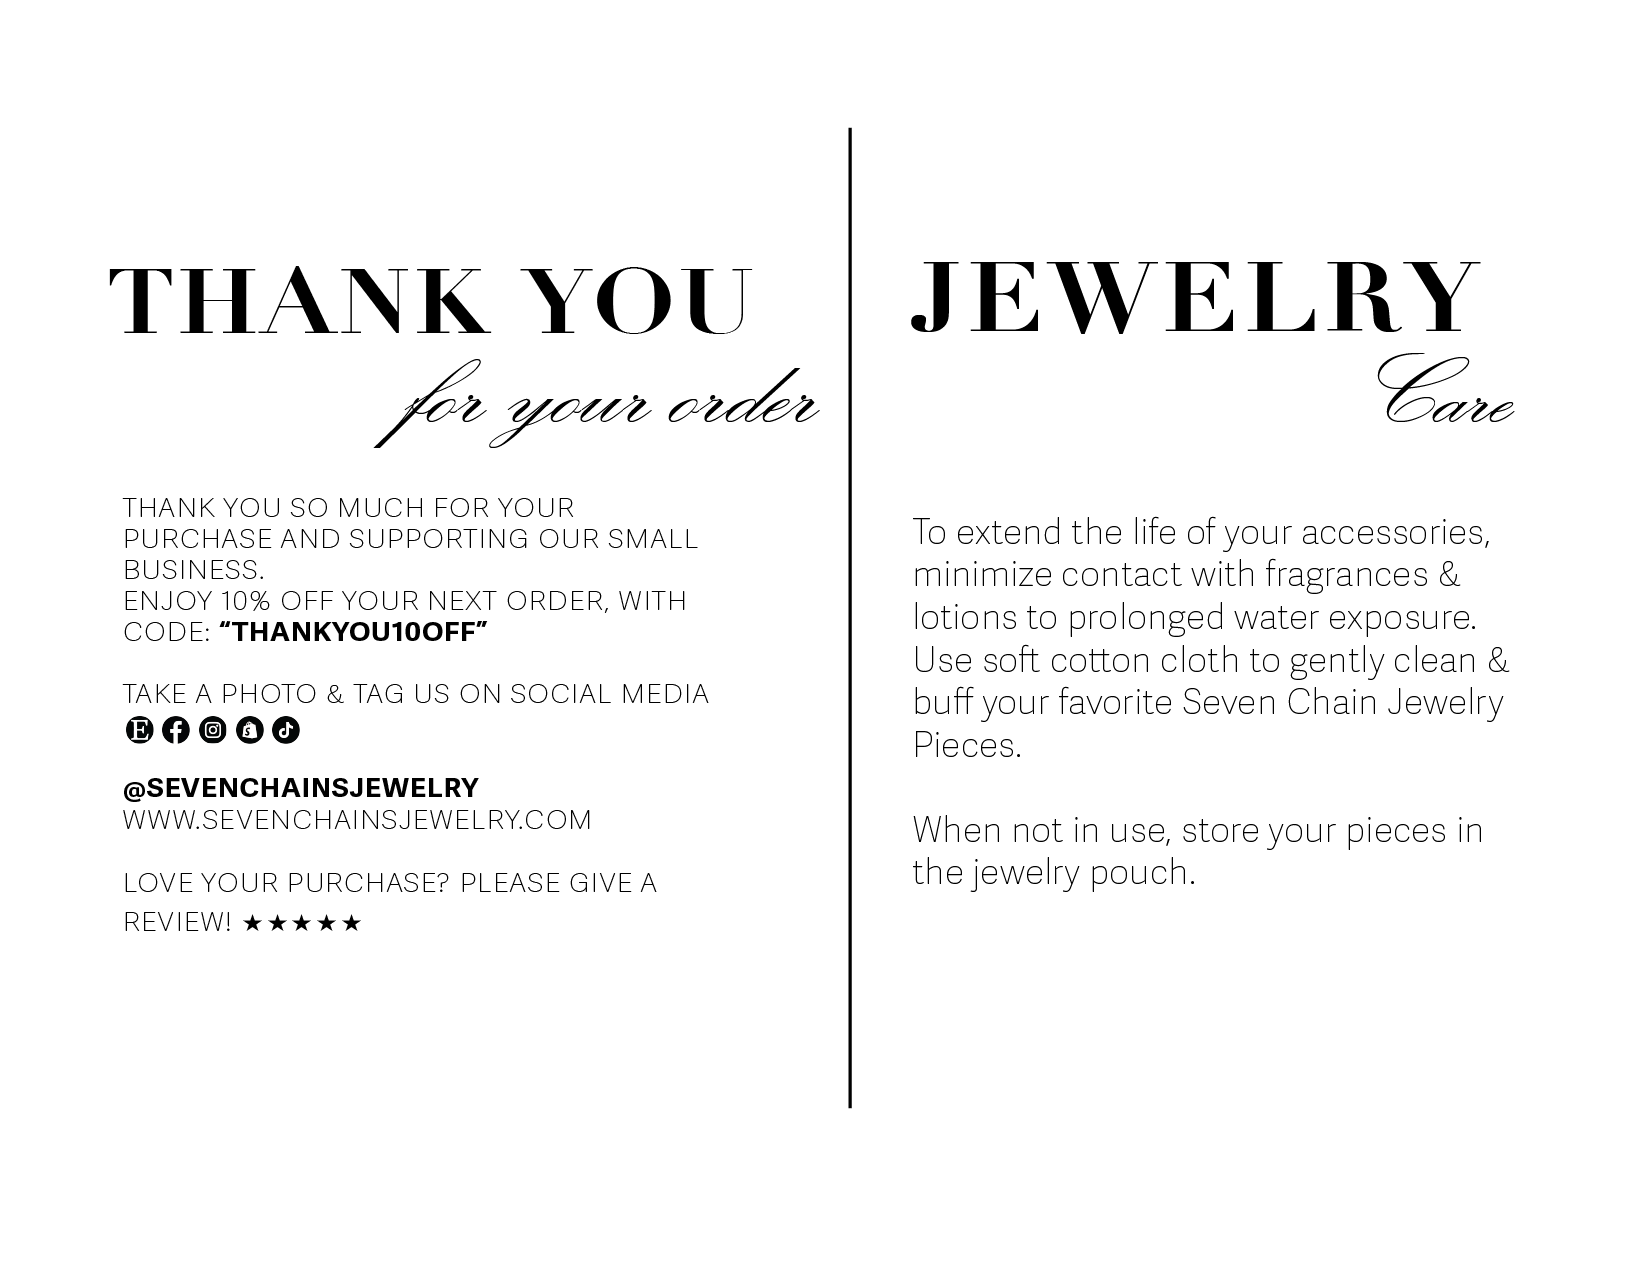 THANK YOU
for your order
THANK YOU SO MUCH FOR YOUR
PURCHASE AND SUPPORTING OUR SMALL
BUSINESS.
ENJOY 10% OFF YOUR NEXT ORDER, WITH
CODE: “THANKYOU10OFF”
TAKE A PHOTO & TAG US ON SOCIAL MEDIA
@SEVENCHAINSJEWELRY
WWW.SEVENCHAINSJEWELRY.COM
LOVE YOUR PURCHASE? PLEASE GIVE A
REVIEW! ★★★★★
JEWELRY
Care
To extend the life of your accessories,
minimize contact with fragrances &
lotions to prolonged water exposure.
Use soft cotton cloth to gently clean &
buff your favorite Seven Chain Jewelry
Pieces.
When not in use, store your pieces in
the jewelry pouch.